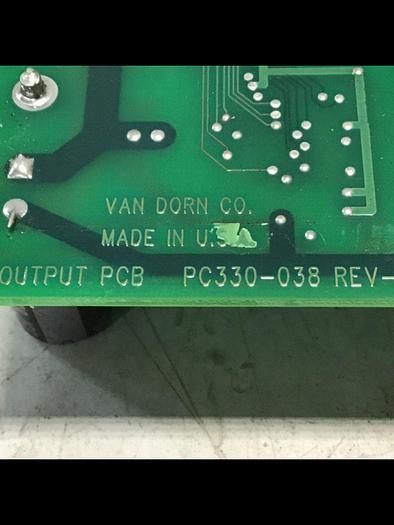 VAN DORN CO.
MADE IN U.S
OUTPUT PCB PC330-038 REV-